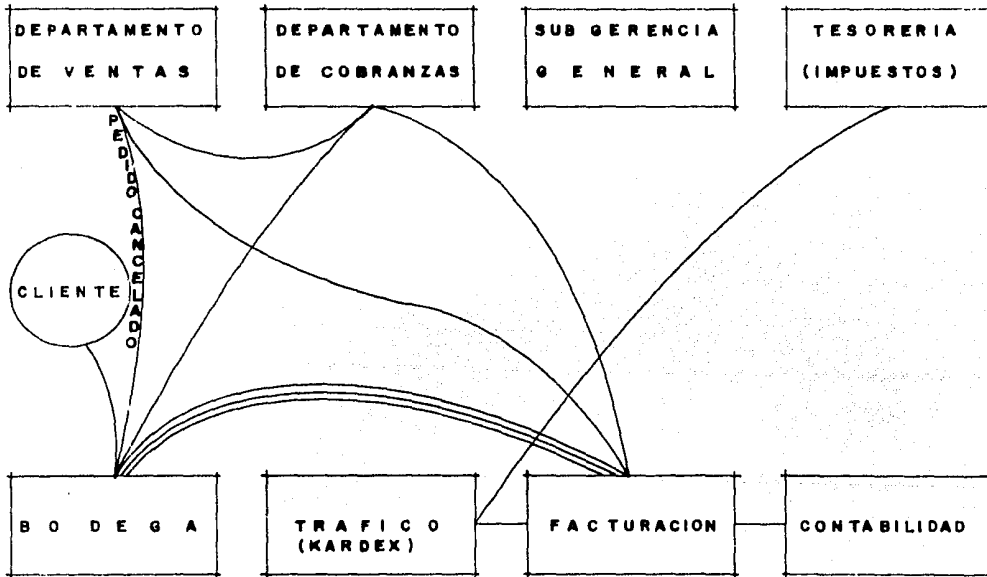 DEPARTAMENTO
DE VENTAS
DEPARTAMENTO
DE COBRANZAS
SUB GERENCIA
GENERAL
TESORERIA
(IMPUESTOS)
PEDIDO CANCELADO
CLIENTE
BODEGA
TRAFICO
(KARDEX)
FACTURACION
CONTABILIDAD